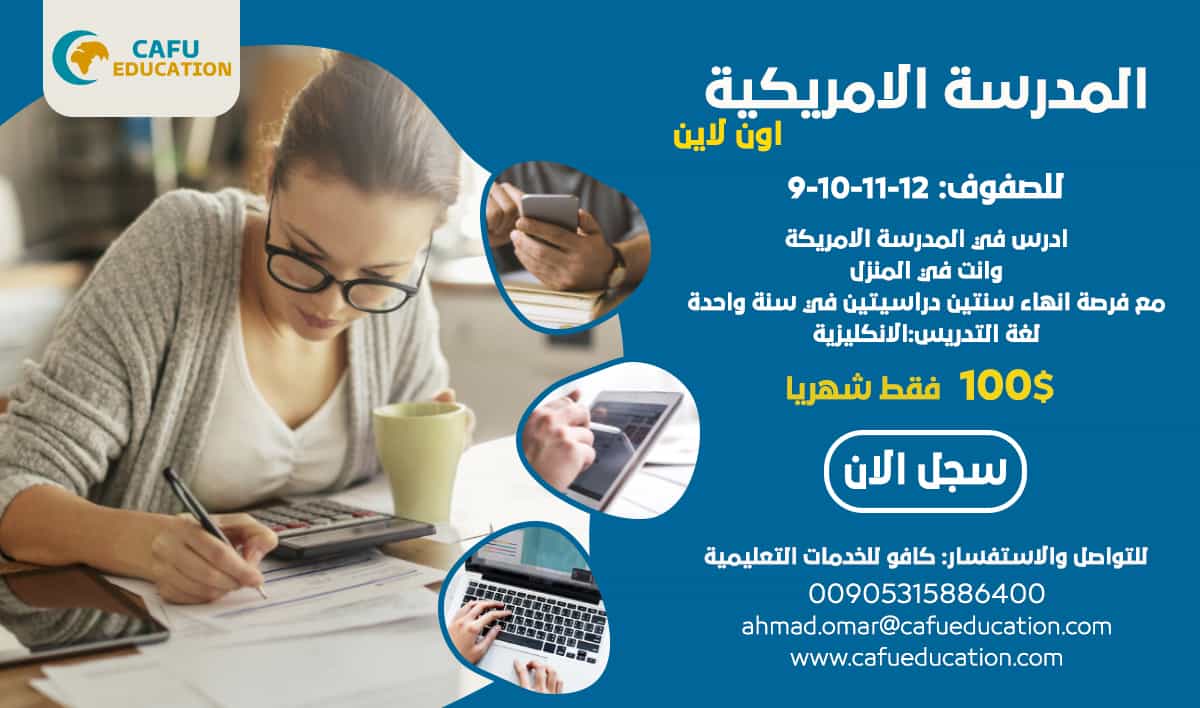 CAFU
EDUCATION
المدرسة الامريكية
اون لاين
للصفوف: 12-11-10-9
ادرس في المدرسة الامريكة
وانت في المنزل
مع فرصة انهاء سنتين دراسيتين في سنة واحدة
لغة التدريس:الانكليزية
100$ فقط شهريا
سجل الان
للتواصل والاستفسار: كافو للخدمات التعليمية
00905315886400
ahmad.omar@cafueducation.com
www.cafueducation.com